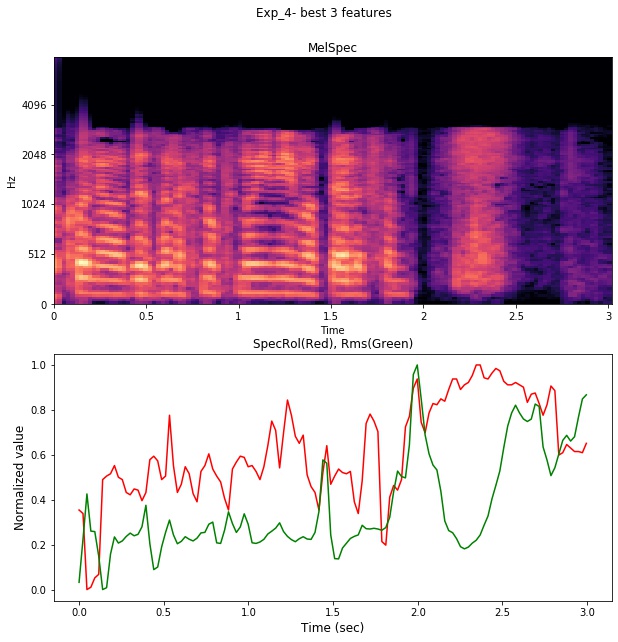 Exp_4- best 3 features
MelSpec
Hz
4096
2048
1024
512
0
0 0.5 1 1.5 2 2.5 3
Time
SpecRol(Red), Rms(Green)
Normalized value
1.0
0.8
0.6
0.4
0.2
0.0
0.0 0.5 1.0 1.5 2.0 2.5 3.0
Time (sec)